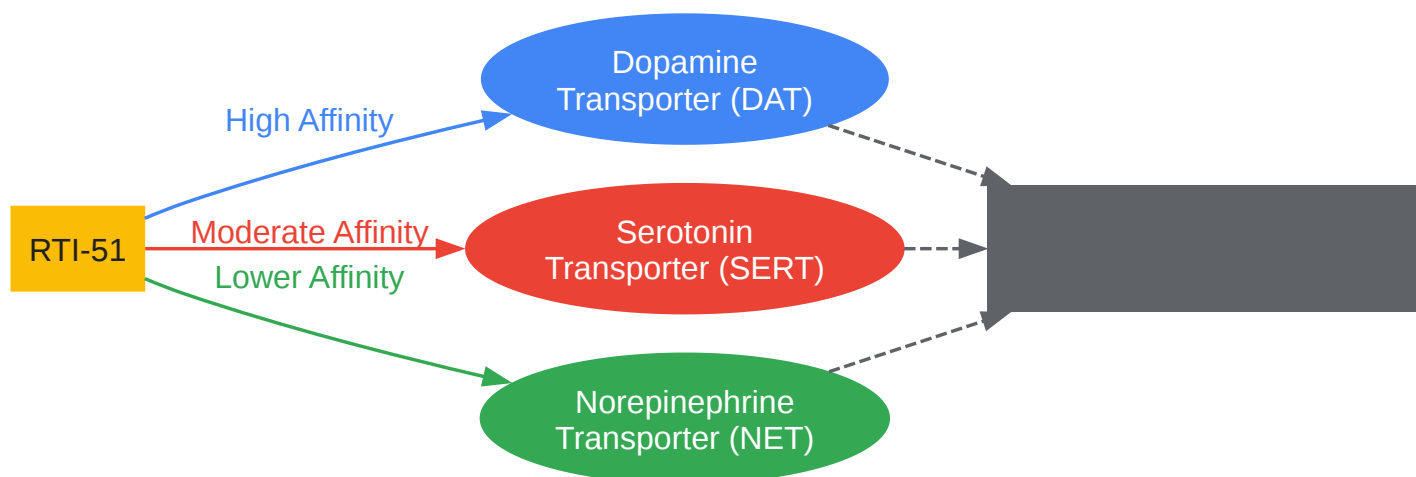 Dopamine
Transporter (DAT)
High Affinity
RTI-51
Moderate Affinity
Serotonin
Transporter (SERT)
Lower Affinity
Norepinephrine
Transporter (NET)